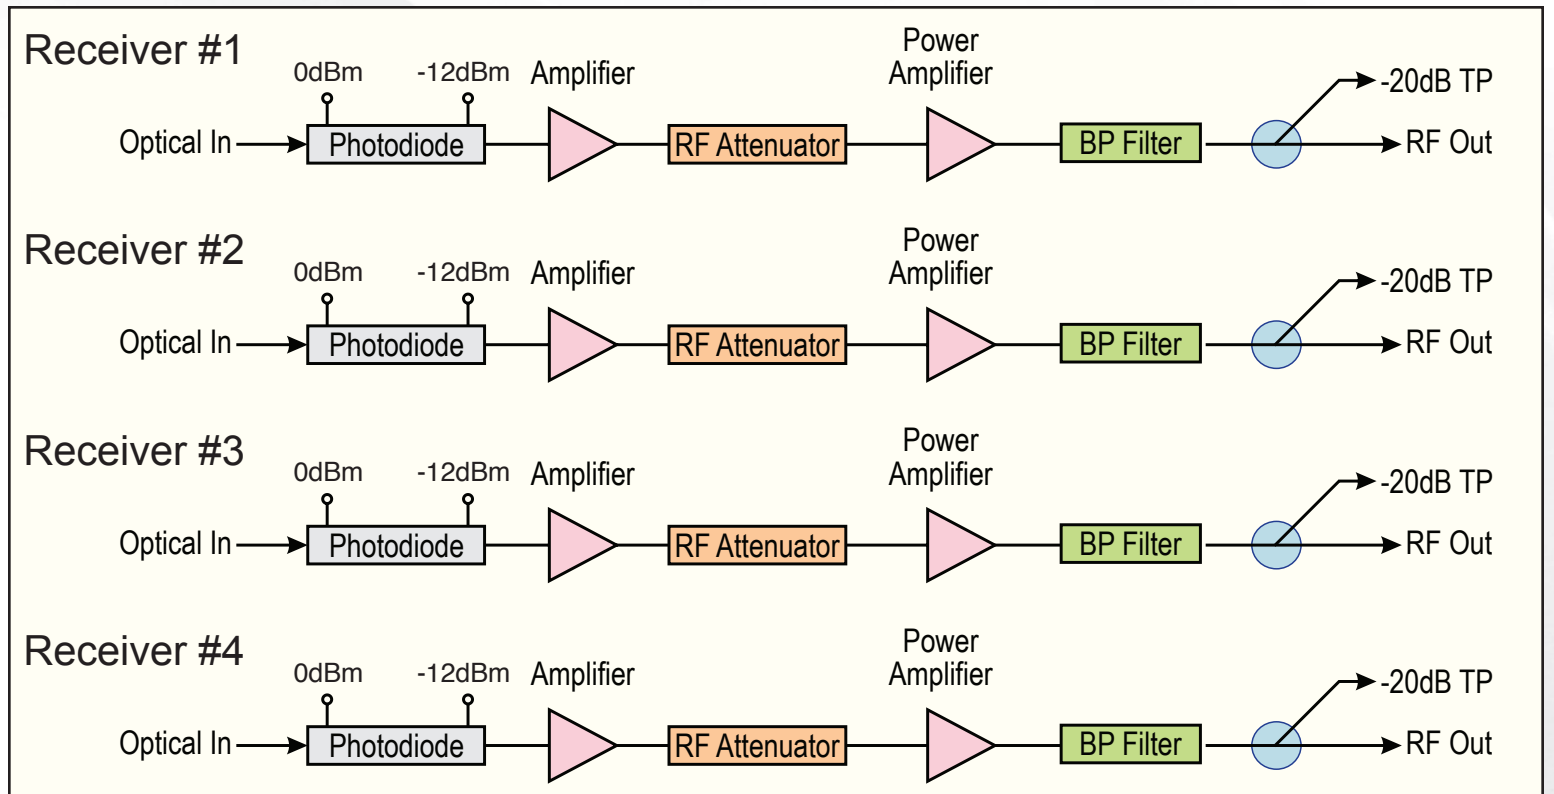 Receiver #1
0dBm
-12dBm
Amplifier
Power
Amplifier
-20dB TP
Optical In
Photodiode
RF Attenuator
BP Filter
RF Out
Receiver #2
0dBm
-12dBm
Amplifier
Power
Amplifier
-20dB TP
Optical In
Photodiode
RF Attenuator
BP Filter
RF Out
Receiver #3
0dBm
-12dBm
Amplifier
Power
Amplifier
-20dB TP
Optical In
Photodiode
RF Attenuator
BP Filter
RF Out
Receiver #4
0dBm
-12dBm
Amplifier
Power
Amplifier
-20dB TP
Optical In
Photodiode
RF Attenuator
BP Filter
RF Out